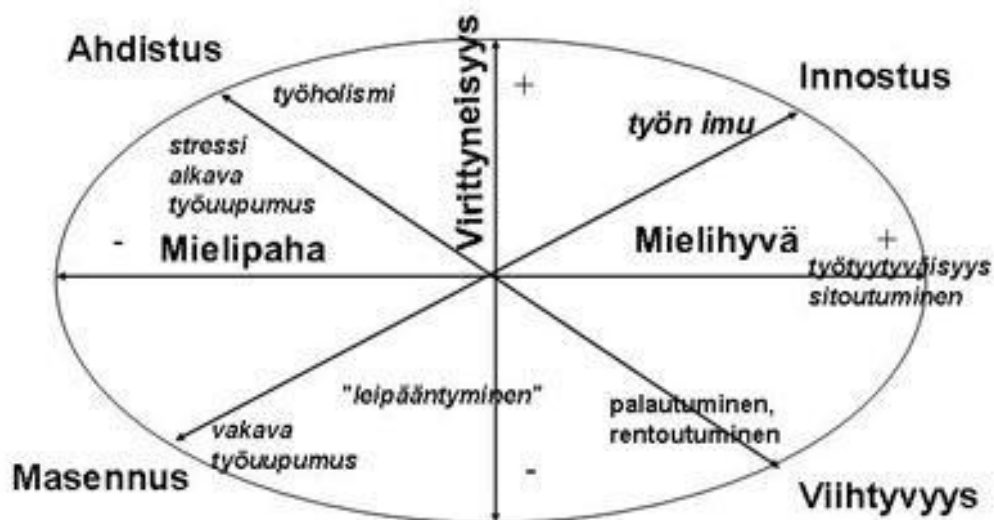 Ahdistus
Innostus
Virittyneisyys
+
työholismi
työn imu
stressi
alkava
työuupumus
-
Mielipaha
Mielihyvä
+
työtyytyväisyys
sitoutuminen
"leipääntyminen"
palautuminen,
rentoutuminen
vakava
työuupumus
Masennus
-
Viihtyvyys